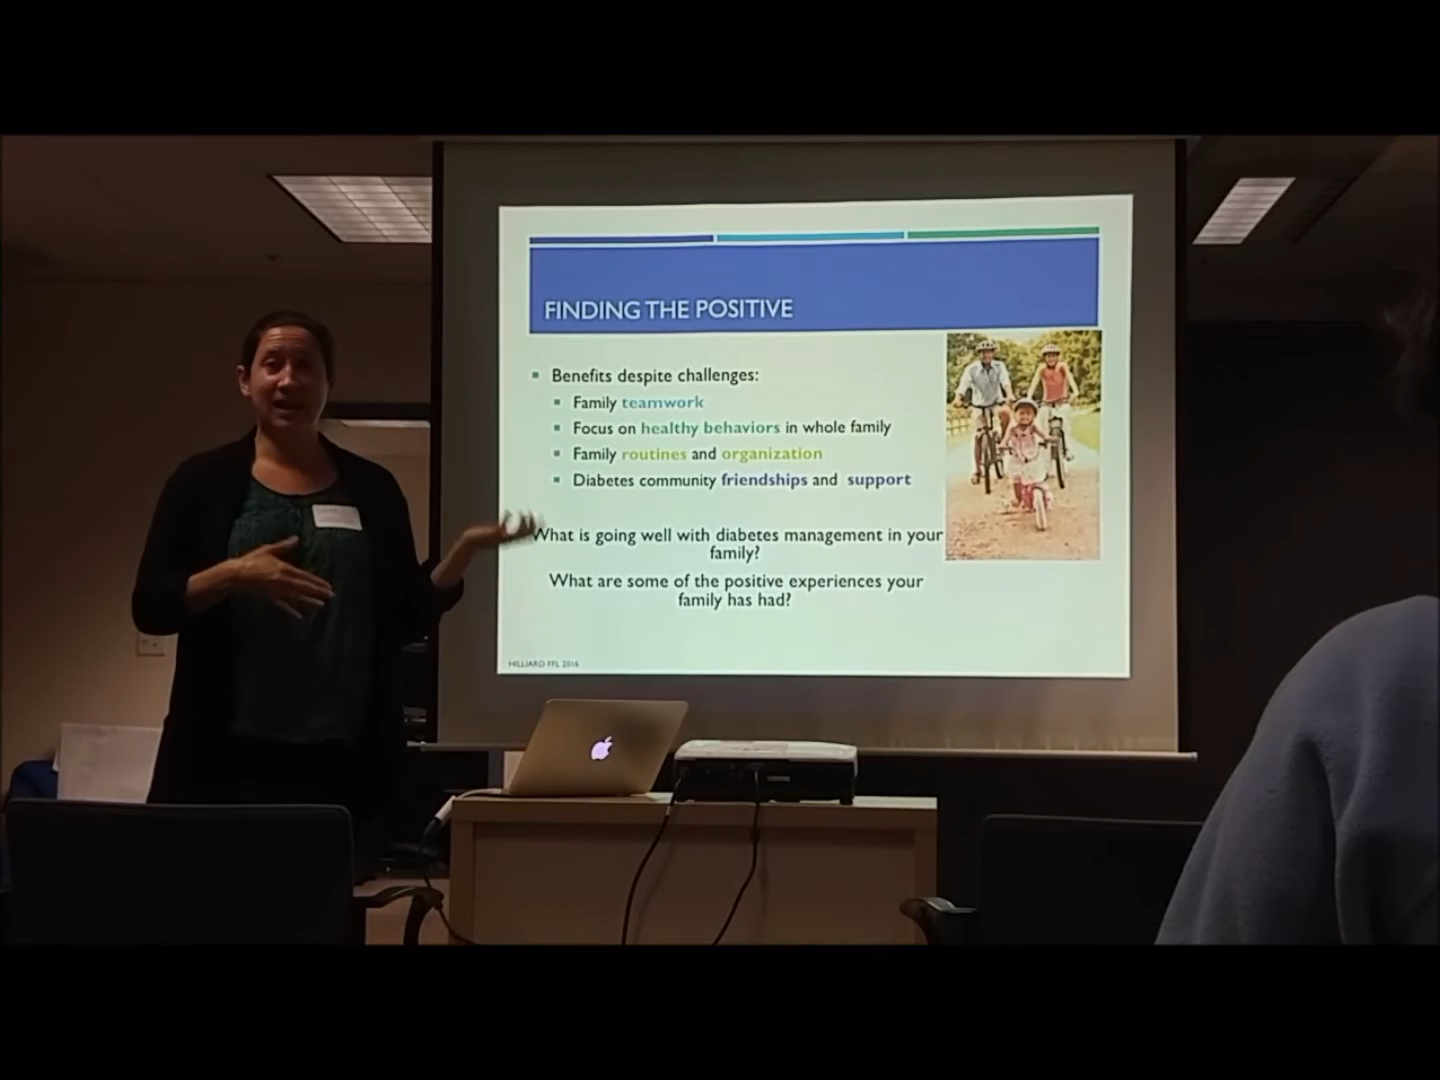 FINDING THE POSITIVE
Benefits despite challenges:
Family teamwork
Focus on healthy behaviors in whole family
Family routines and organization
Diabetes community friendships and support
What is going well with diabetes management in your
family?
What are some of the positive experiences your
family has had?
HILLIARD FFL 2016